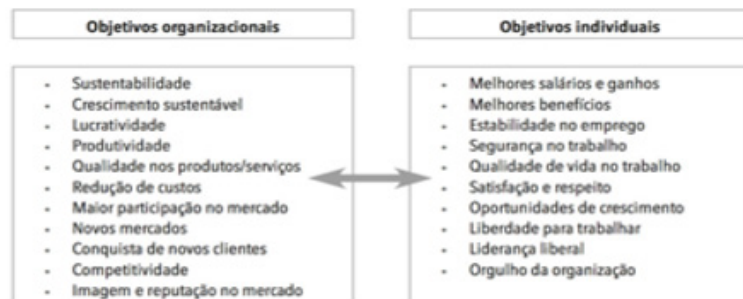 Objetivos organizacionais
- Sustentabilidade
- Crescimento sustentável
- Lucratividade
- Produtividade
- Qualidade nos produtos/serviços
- Redução de custos
- Maior participação no mercado
- Novos mercados
- Conquista de novos clientes
- Competitividade
- Imagem e reputação no mercado
Objetivos individuais
- Melhores salários e ganhos
- Melhores benefícios
- Estabilidade no emprego
- Segurança no trabalho
- Qualidade de vida no trabalho
- Satisfação e respeito
- Oportunidades de crescimento
- Liberdade para trabalhar
- Liderança liberal
- Orgulho da organização